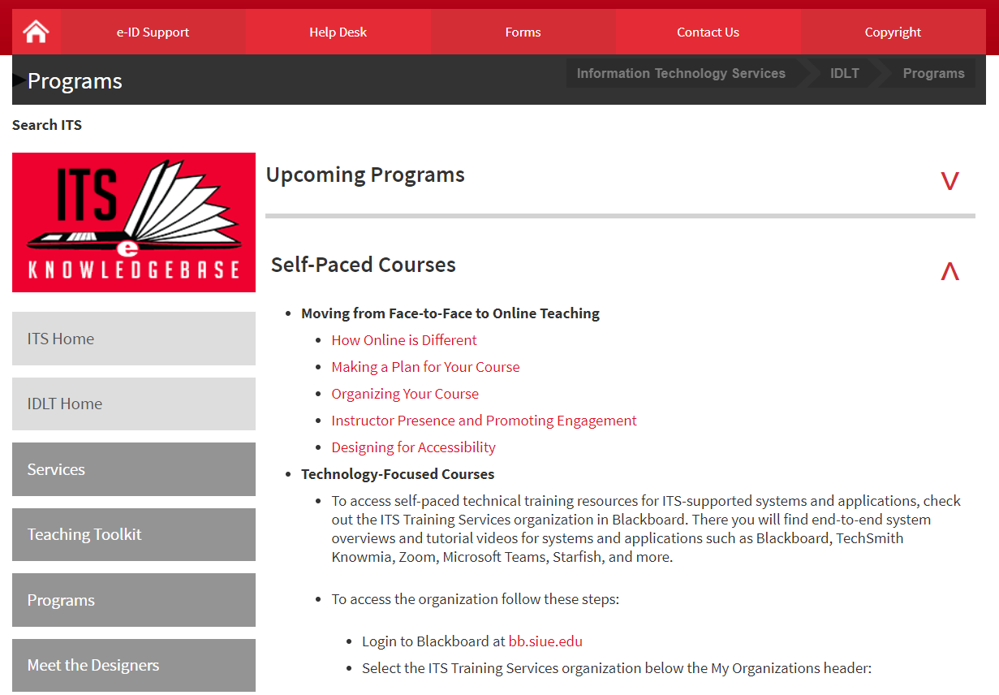 e-ID Support
Help Desk
Forms
Contact Us
Copyright
Programs
Information Technology Services
IDLT
Programs
Search ITS
ITS
e
KNOWLEDGEBASE
ITS Home
IDLT Home
Services
Teaching Toolkit
Programs
Meet the Designers
Upcoming Programs
Self-Paced Courses
Moving from Face-to-Face to Online Teaching
How Online is Different
Making a Plan for Your Course
Organizing Your Course
Instructor Presence and Promoting Engagement
Designing for Accessibility
Technology-Focused Courses
To access self-paced technical training resources for ITS-supported systems and applications, check
out the ITS Training Services organization in Blackboard. There you will find end-to-end system
overviews and tutorial videos for systems and applications such as Blackboard, TechSmith
Knowmia, Zoom, Microsoft Teams, Starfish, and more.
To access the organization follow these steps:
Login to Blackboard at bb.siue.edu
Select the ITS Training Services organization below the My Organizations header: